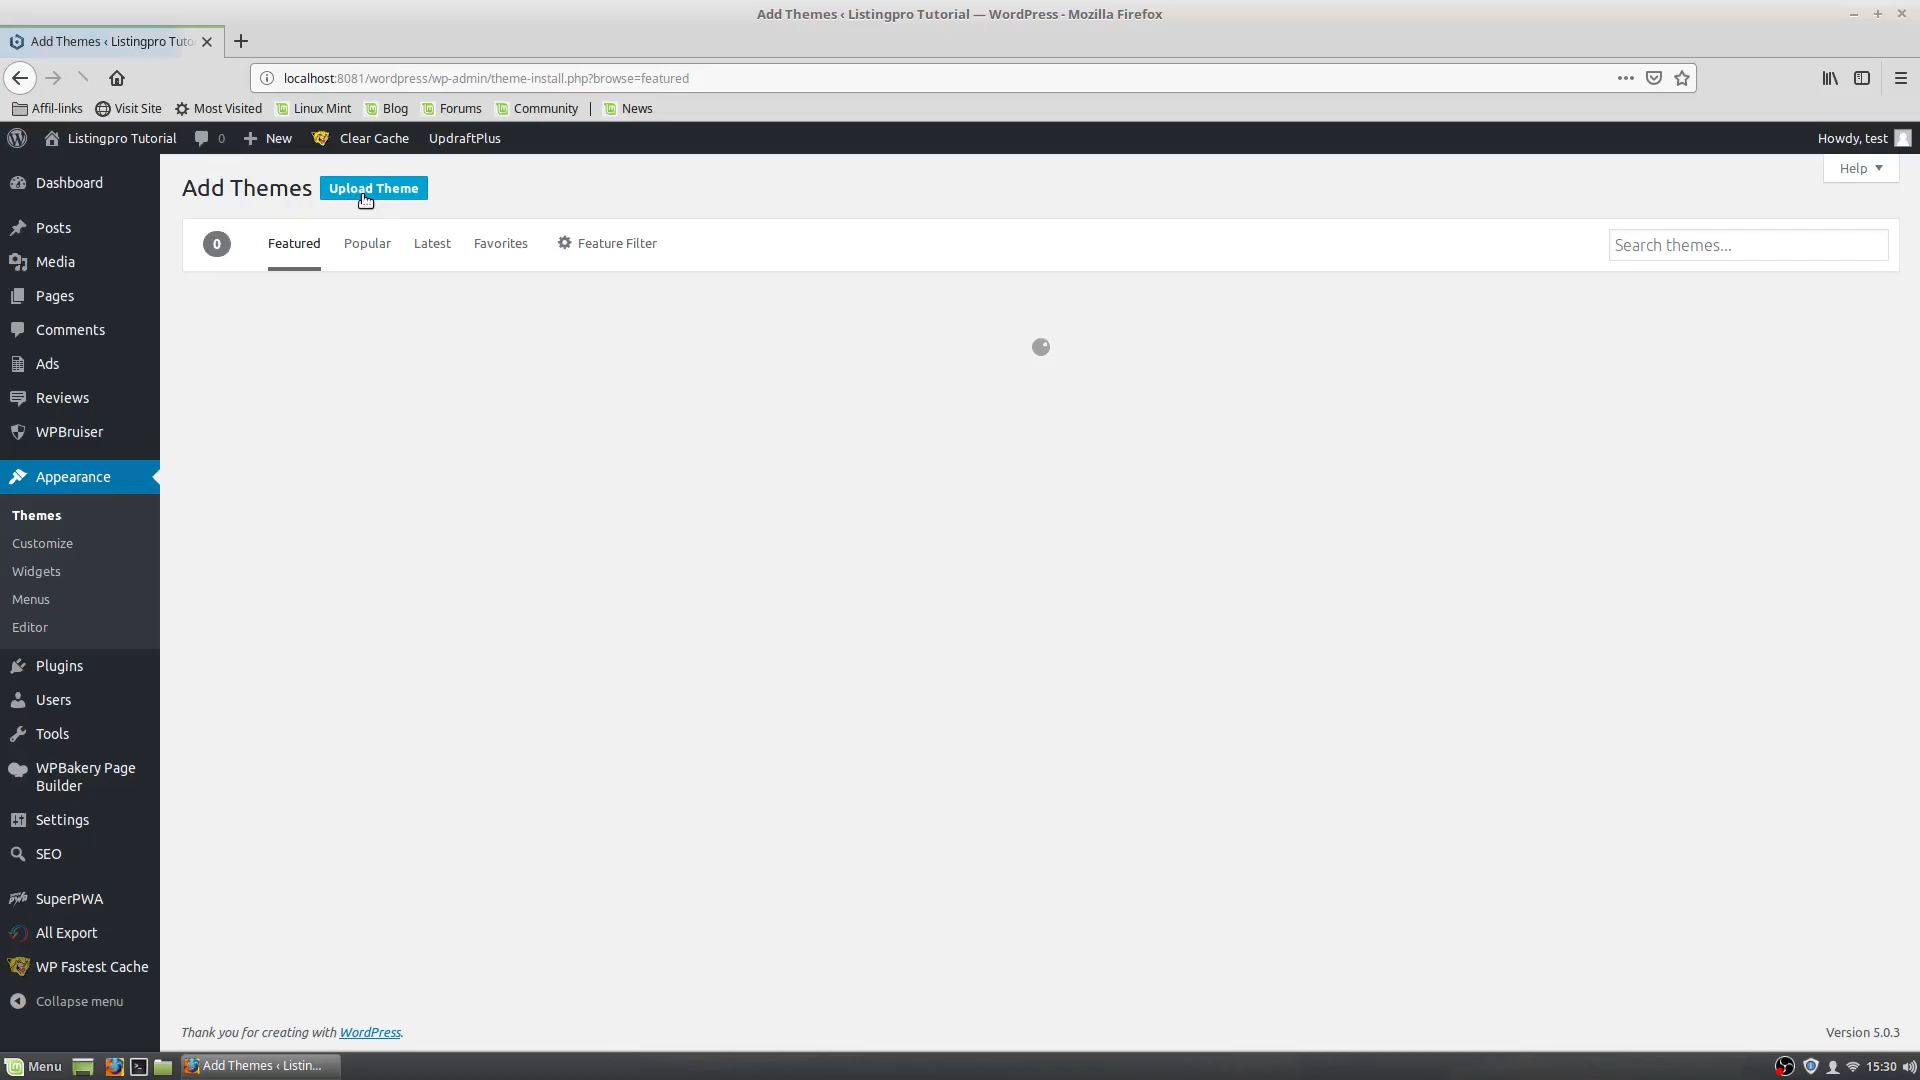 Add Themes ‹ Listingpro Tutorial — WordPress - Mozilla Firefox
Add Themes ‹ Listingpro Tuto
localhost:8081/wordpress/wp-admin/theme-install.php?browse=featured
Affil-links Visit Site Most Visited Linux Mint Blog Forums Community | News
Listingpro Tutorial 0 New Clear Cache UpdraftPlus Howdy, test
Help
Add Themes Upload Theme
0 Featured Popular Latest Favorites Feature Filter Search themes...
Dashboard
Posts
Media
Pages
Comments
Ads
Reviews
WPBruiser
Appearance
Themes
Customize
Widgets
Menus
Editor
Plugins
Users
Tools
WPBakery Page
Builder
Settings
SEO
SuperPWA
All Export
WP Fastest Cache
Collapse menu
Thank you for creating with WordPress. Version 5.0.3
Menu Add Themes ‹ Listin... 15:30